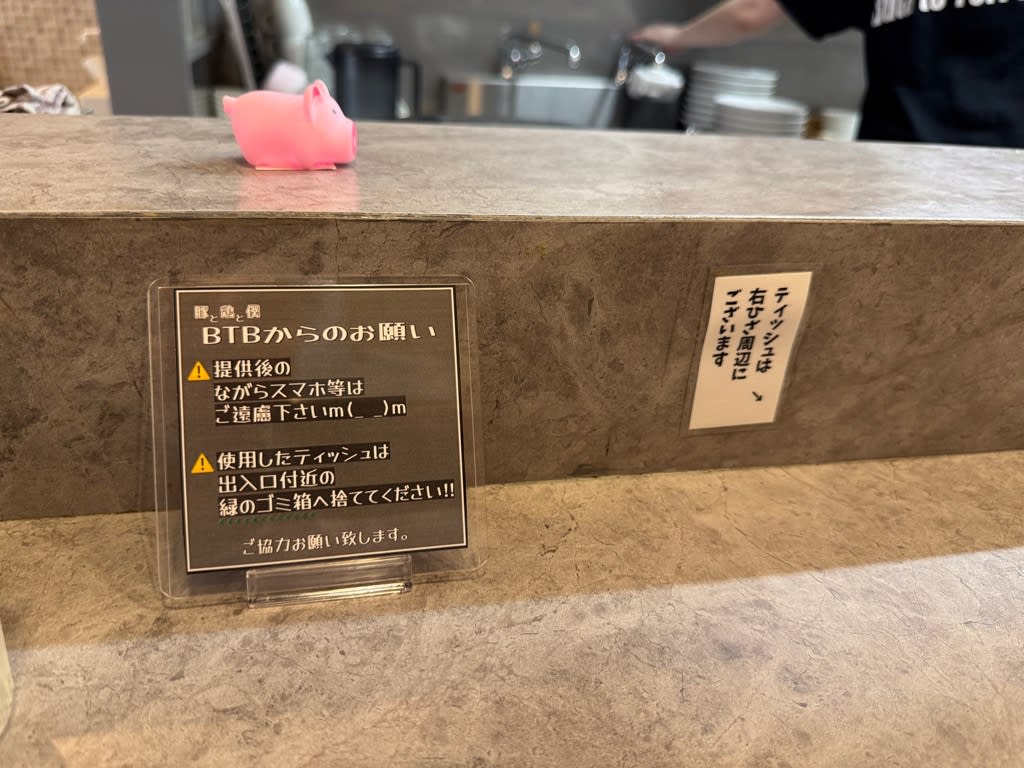 豚と鶏と僕
BTBからのお願い
⚠提供後の
ながらスマホ等は
ご遠慮下さいm(_ _)m
⚠使用したティッシュは
出入口付近の
緑のゴミ箱へ捨ててください!!
ご協力お願い致します。
ティッシュは
右ひざ周辺に
ございます
↘